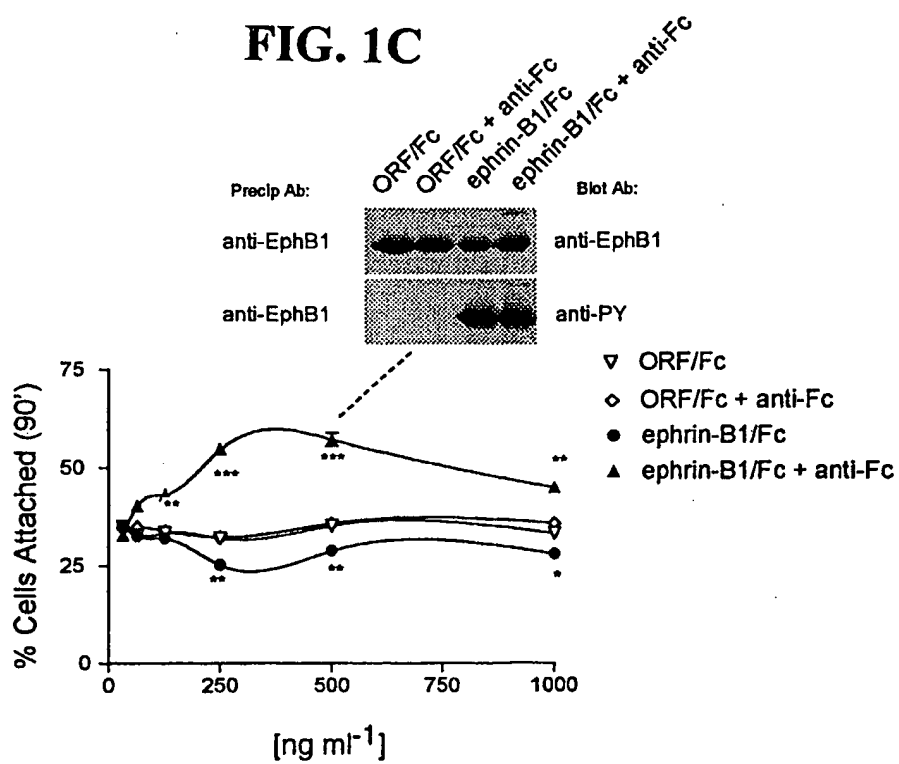 FIG. 1C
ORF/Fc
ORF/Fc + anti-Fc
ephrin-B1/Fc
ephrin-B1/Fc + anti-Fc
Precip Ab:
Blot Ab:
anti-EphB1
anti-EphB1
anti-EphB1
anti-PY
ORF/Fc
ORF/Fc + anti-Fc
ephrin-B1/Fc
ephrin-B1/Fc + anti-Fc
% Cells Attached (90')
75
50
25
0
** *** *** **
** ** *
0 250 500 750 1000
[ng ml-1]